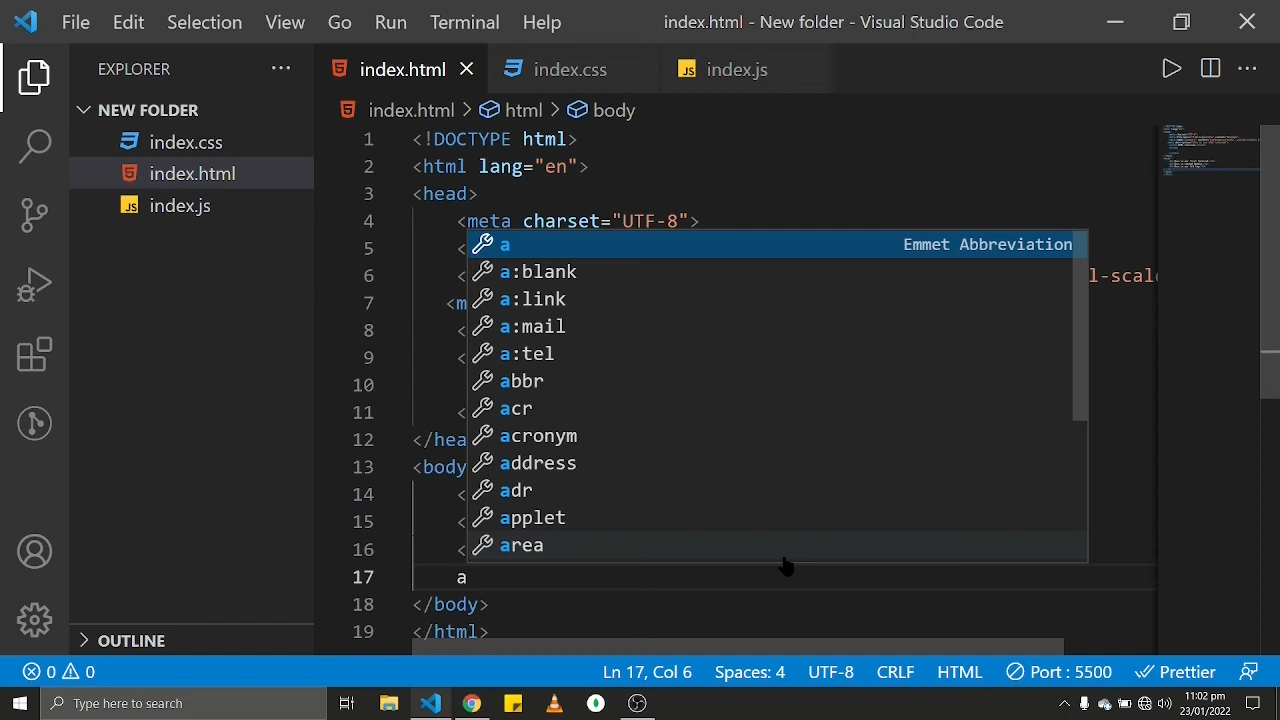 File Edit Selection View Go Run Terminal Help index.html - New folder - Visual Studio Code
EXPLORER
NEW FOLDER
index.css
index.html
index.js
OUTLINE
index.html index.css index.js
index.html > html > body
1 <!DOCTYPE html>
2 <html lang="en">
3 <head>
4 <meta charset="UTF-8">
5 <
6 < l-scale
7 <m
8 <
9 <
10
11 <
12 </hea
13 <body
14 <
15 <
16 <
17 a
18 </body>
19 </html>
a Emmet Abbreviation
a:blank
a:link
a:mail
a:tel
abbr
acr
acronym
address
adr
applet
area
0 0 Ln 17, Col 6 Spaces: 4 UTF-8 CRLF HTML Port : 5500 Prettier
Type here to search
11:02 pm
23/01/2022